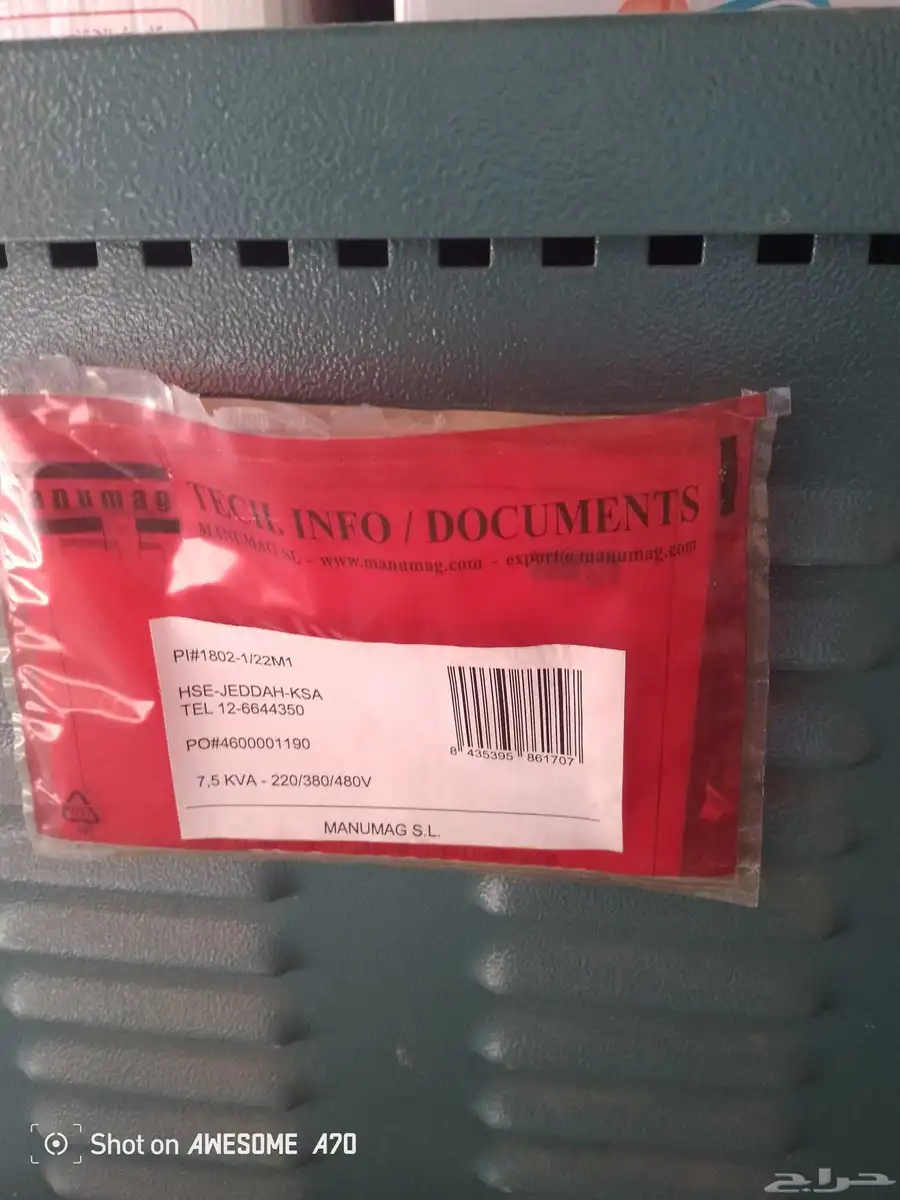 manumag
TECH. INFO / DOCUMENTS
MANUMAG SL - www.manumag.com - export@manumag.com
PI#1802-1/22M1
HSE-JEDDAH-KSA
TEL 12-6644350
PO#4600001190
8 435395 861707
7,5 KVA - 220/380/480V
MANUMAG S.L.
Shot on AWESOME A70
حراج